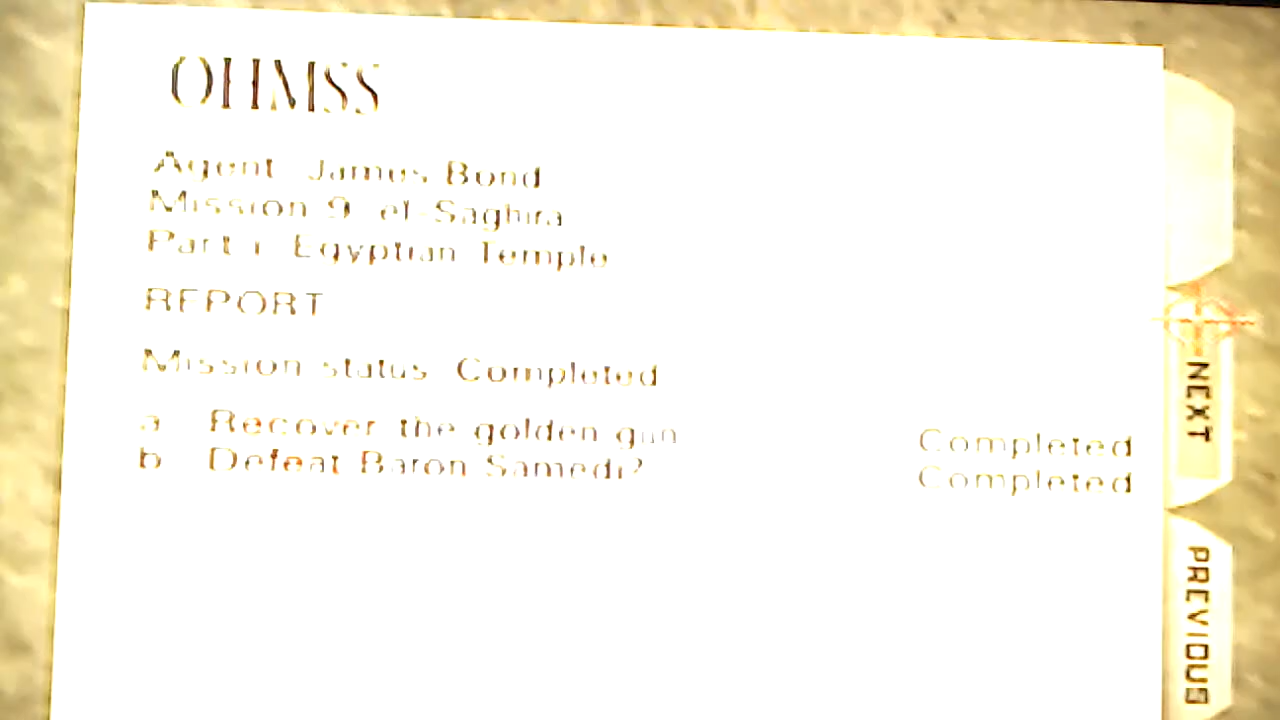 OHMSS
Agent James Bond
Mission 9 el-Saghira
Part i Egyptian Temple
REPORT
Mission status Completed
a Recover the golden gun Completed
b Defeat Baron Samedi? Completed
NEXT
PREVIOUS